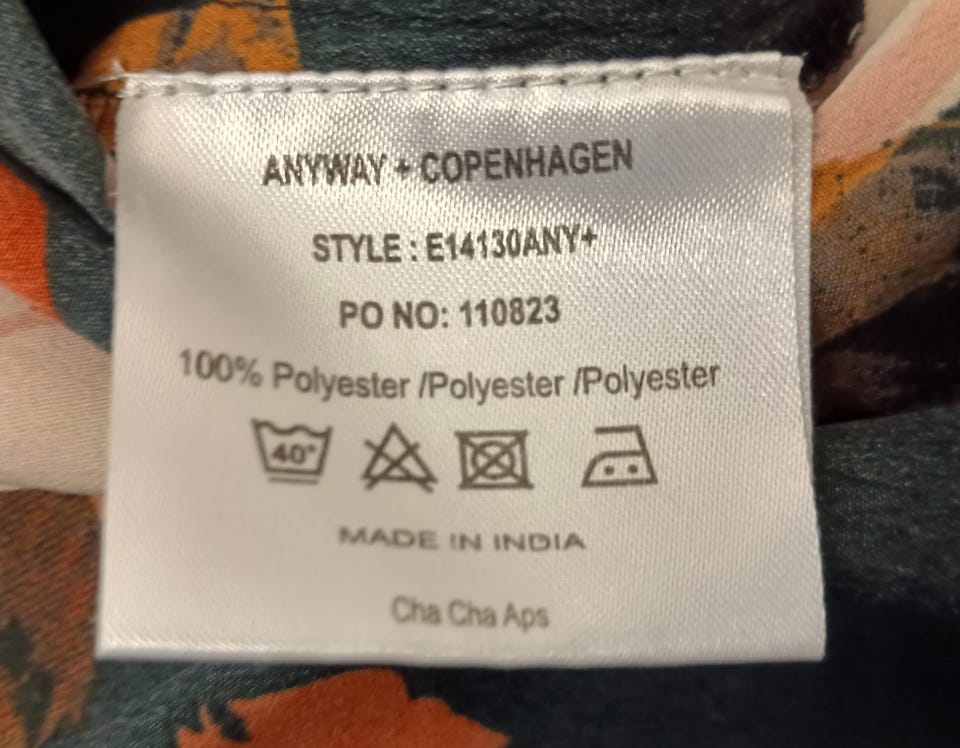 ANYWAY + COPENHAGEN
STYLE : E14130ANY+
PO NO: 110823
100% Polyester /Polyester /Polyester
40°
MADE IN INDIA
Cha Cha Aps